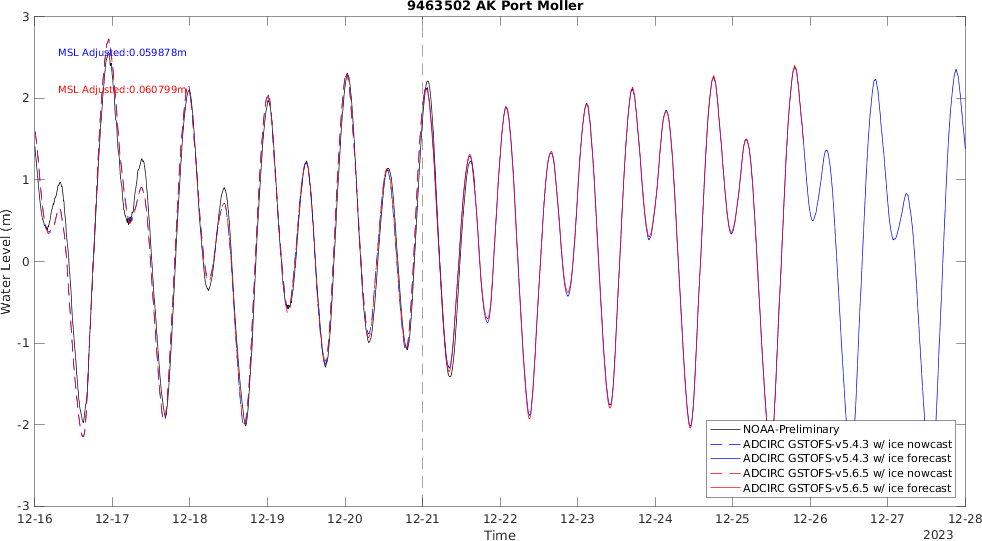 9463502 AK Port Moller
MSL Adjusted:0.059878m
MSL Adjusted:0.060799m
Water Level (m)
3
2
1
0
-1
-2
-3
NOAA-Preliminary
ADCIRC GSTOFS-v5.4.3 w/ ice nowcast
ADCIRC GSTOFS-v5.4.3 w/ ice forecast
ADCIRC GSTOFS-v5.6.5 w/ ice nowcast
ADCIRC GSTOFS-v5.6.5 w/ ice forecast
12-16 12-17 12-18 12-19 12-20 12-21 12-22 12-23 12-24 12-25 12-26 12-27 12-28
Time
2023